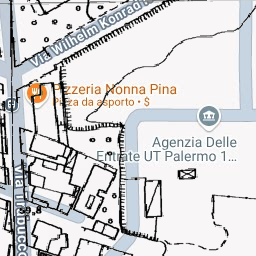 Via Wilhelm Konrad
Pizzeria Nonna Pina
Pizza da asporto • $
Agenzia Delle
Entrate UT Palermo 1...